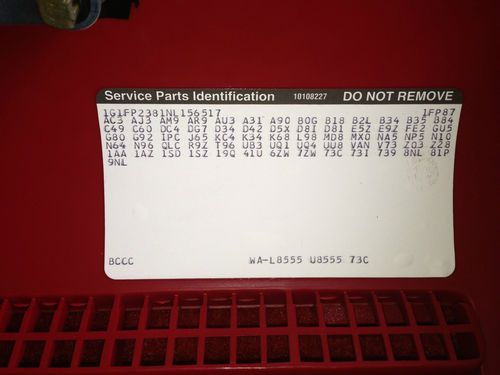 Service Parts Identification 10108227 DO NOT REMOVE
1G1FP2381NL156517 1FP87
AC3 AJ3 AM9 AR9 AU3 A31 A90 B0G B18 B2L B34 B35 B84
C49 C60 DC4 DG7 D34 D42 D5X D8I D81 E5Z E9Z FE2 GU5
G80 G92 IPC J65 KC4 K34 K68 L98 MD8 MX0 NA5 NP5 N10
N64 N96 QLC R9Z T96 UB3 UQ1 UQ4 UU8 VAN V73 ZQ3 Z28
1AA 1AZ 1SD 1SZ 19Q 41U 6ZW 7ZW 73C 73I 739 8NL 81P
9NL
BCCC WA-L8555 U8555 73C